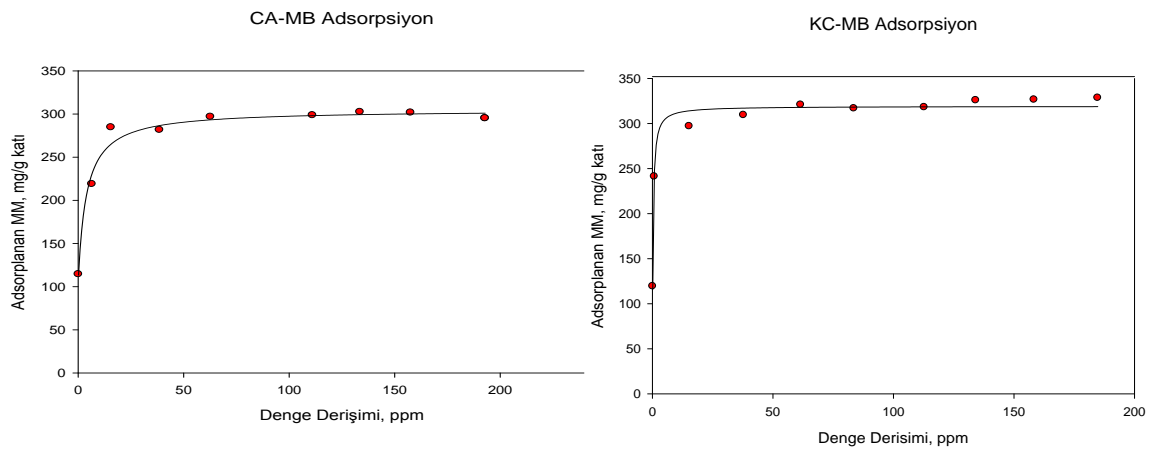 CA-MB Adsorpsiyon
Adsorplanan MM, mg/g katı
350
300
250
200
150
100
50
0
0 50 100 150 200
Denge Derişimi, ppm
KC-MB Adsorpsiyon
Adsorplanan MM, mg/g katı
350
300
250
200
150
100
50
0
0 50 100 150 200
Denge Derisimi, ppm